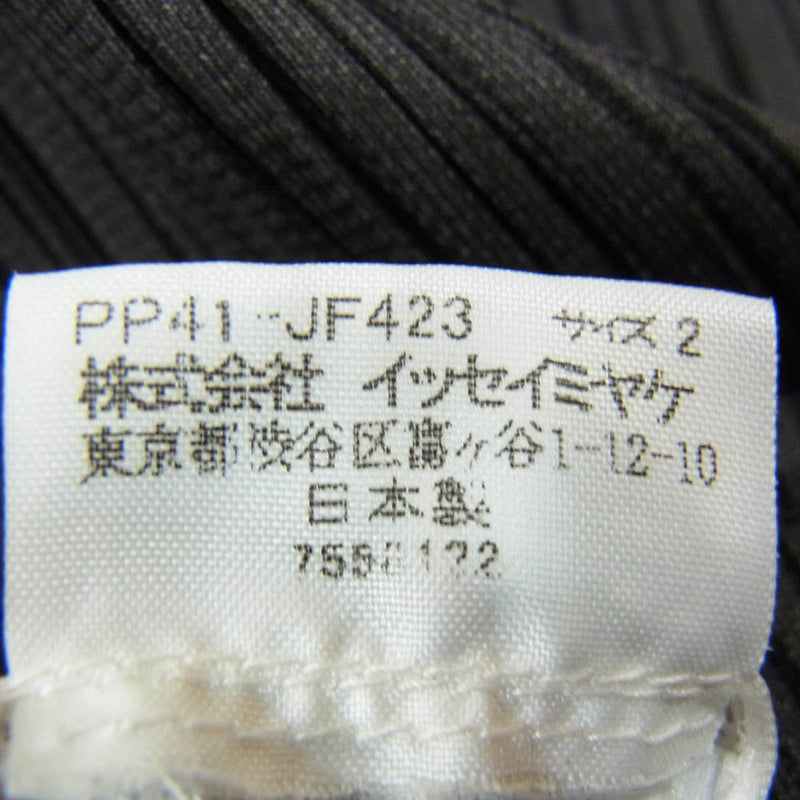 PP41-JF423 サイズ 2
株式会社 イッセイミヤケ
東京都渋谷区富ヶ谷1-12-10
日本製